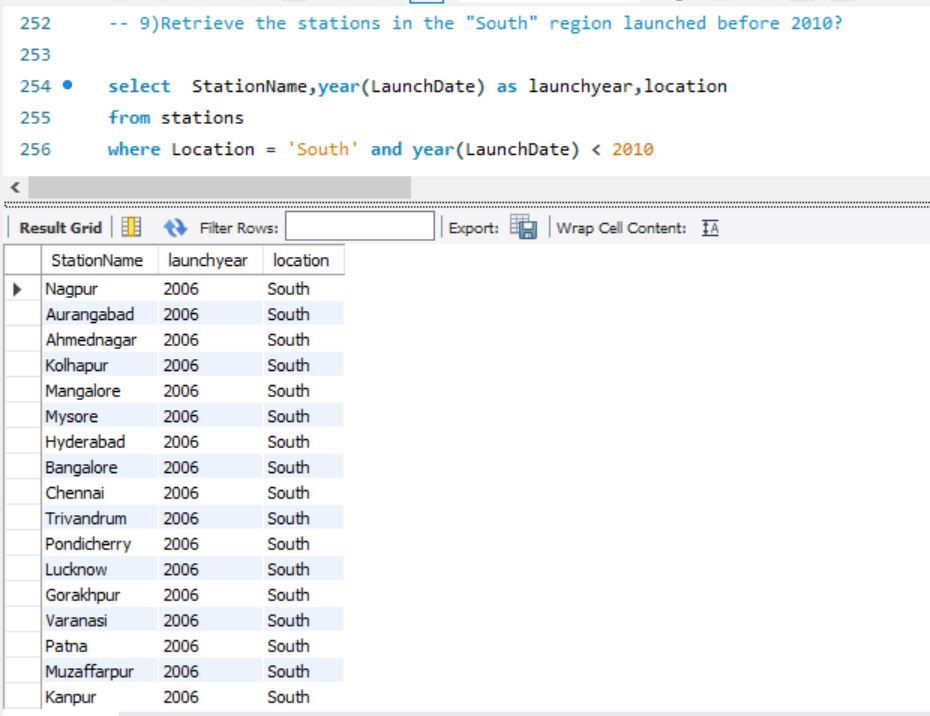 252 -- 9)Retrieve the stations in the "South" region launched before 2010?
253
254 select StationName,year(LaunchDate) as launchyear,location
255 from stations
256 where Location = 'South' and year(LaunchDate) < 2010
Result Grid Filter Rows: Export: Wrap Cell Content:
StationName launchyear location
Nagpur 2006 South
Aurangabad 2006 South
Ahmednagar 2006 South
Kolhapur 2006 South
Mangalore 2006 South
Mysore 2006 South
Hyderabad 2006 South
Bangalore 2006 South
Chennai 2006 South
Trivandrum 2006 South
Pondicherry 2006 South
Lucknow 2006 South
Gorakhpur 2006 South
Varanasi 2006 South
Patna 2006 South
Muzaffarpur 2006 South
Kanpur 2006 South